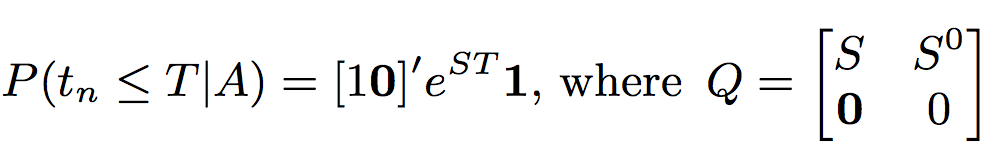 P(tₙ ≤ T|A) = [1𝟎]′e^{ST}𝟏, where Q = [S S⁰; 𝟎 0]